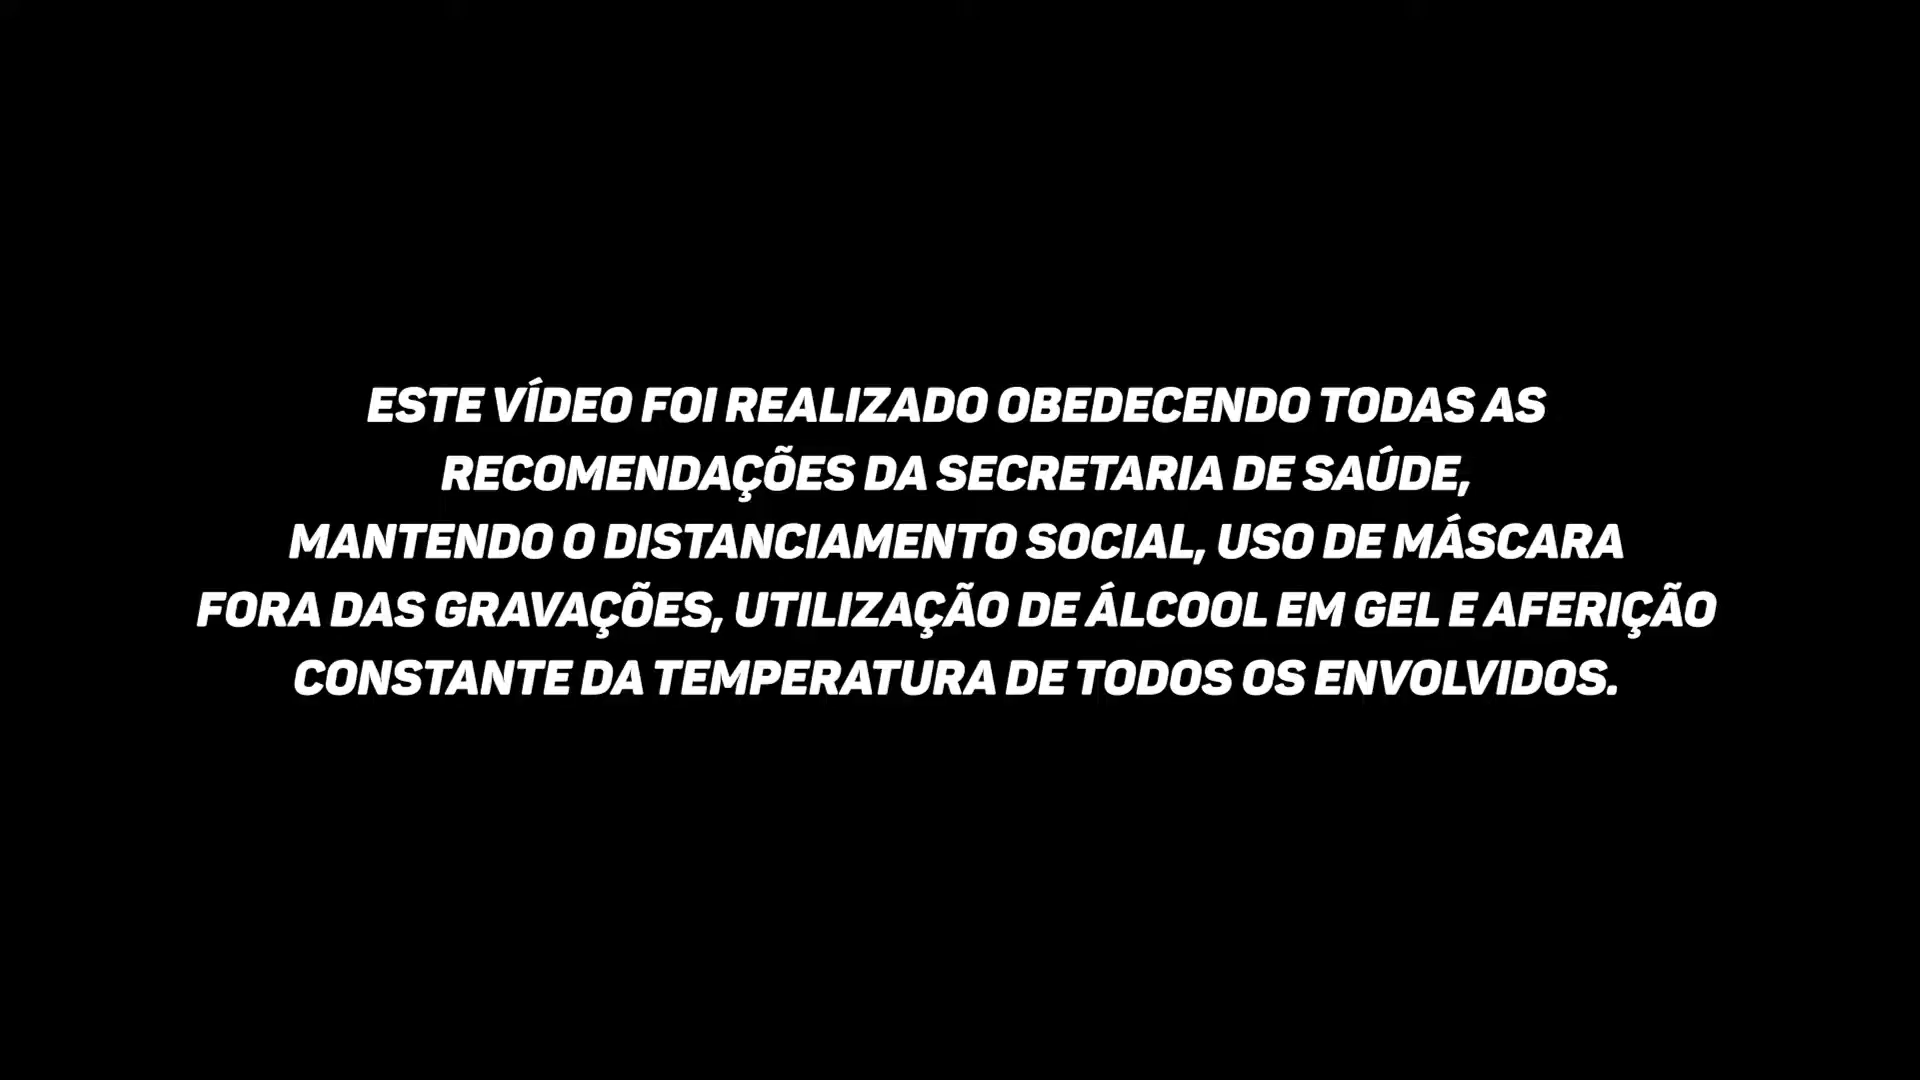 ESTE VÍDEO FOI REALIZADO OBEDECENDO TODAS AS
RECOMENDAÇÕES DA SECRETARIA DE SAÚDE,
MANTENDO O DISTANCIAMENTO SOCIAL, USO DE MÁSCARA
FORA DAS GRAVAÇÕES, UTILIZAÇÃO DE ÁLCOOL EM GEL E AFERIÇÃO
CONSTANTE DA TEMPERATURA DE TODOS OS ENVOLVIDOS.